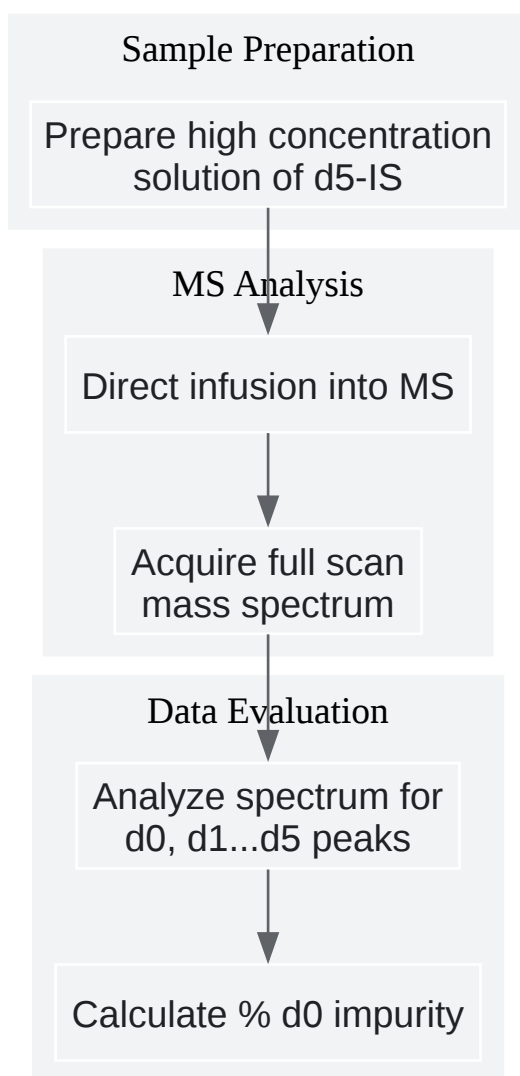 Sample Preparation
Prepare high concentration
solution of d5-IS
MS Analysis
Direct infusion into MS
Acquire full scan
mass spectrum
Data Evaluation
Analyze spectrum for
d0, d1...d5 peaks
Calculate % d0 impurity